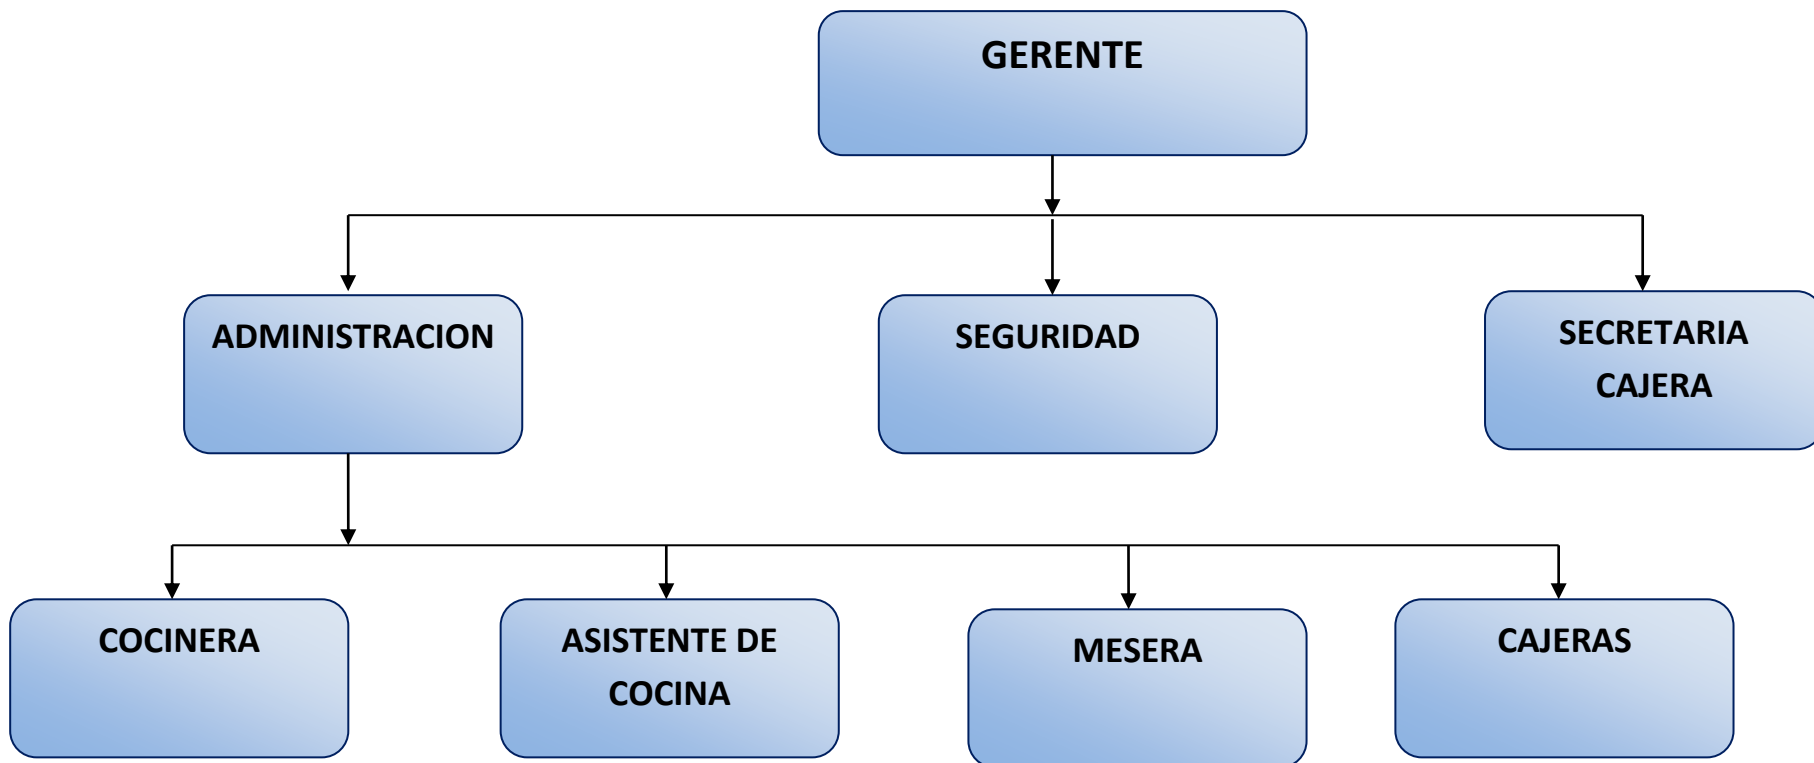 GERENTE
ADMINISTRACION
SEGURIDAD
SECRETARIA
CAJERA
COCINERA
ASISTENTE DE
COCINA
MESERA
CAJERAS